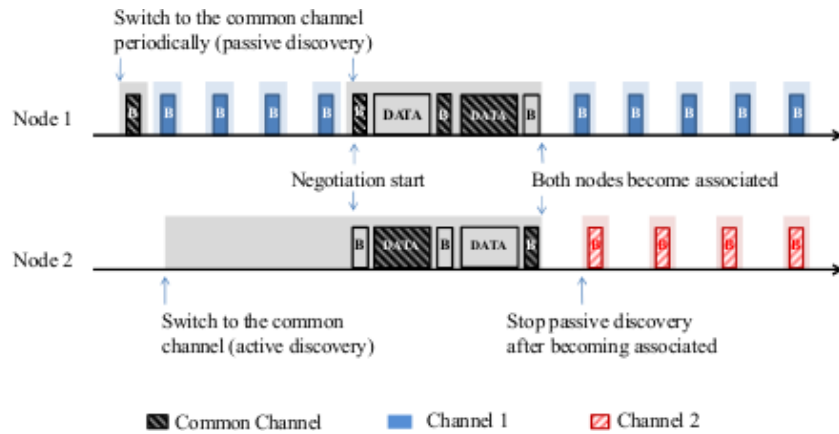 Switch to the common channel
periodically (passive discovery)
Node 1
B B B B B B DATA B DATA B B B B B B
Negotiation start
Both nodes become associated
Node 2
B DATA B DATA B B B B B
Switch to the common
channel (active discovery)
Stop passive discovery
after becoming associated
Common Channel
Channel 1
Channel 2